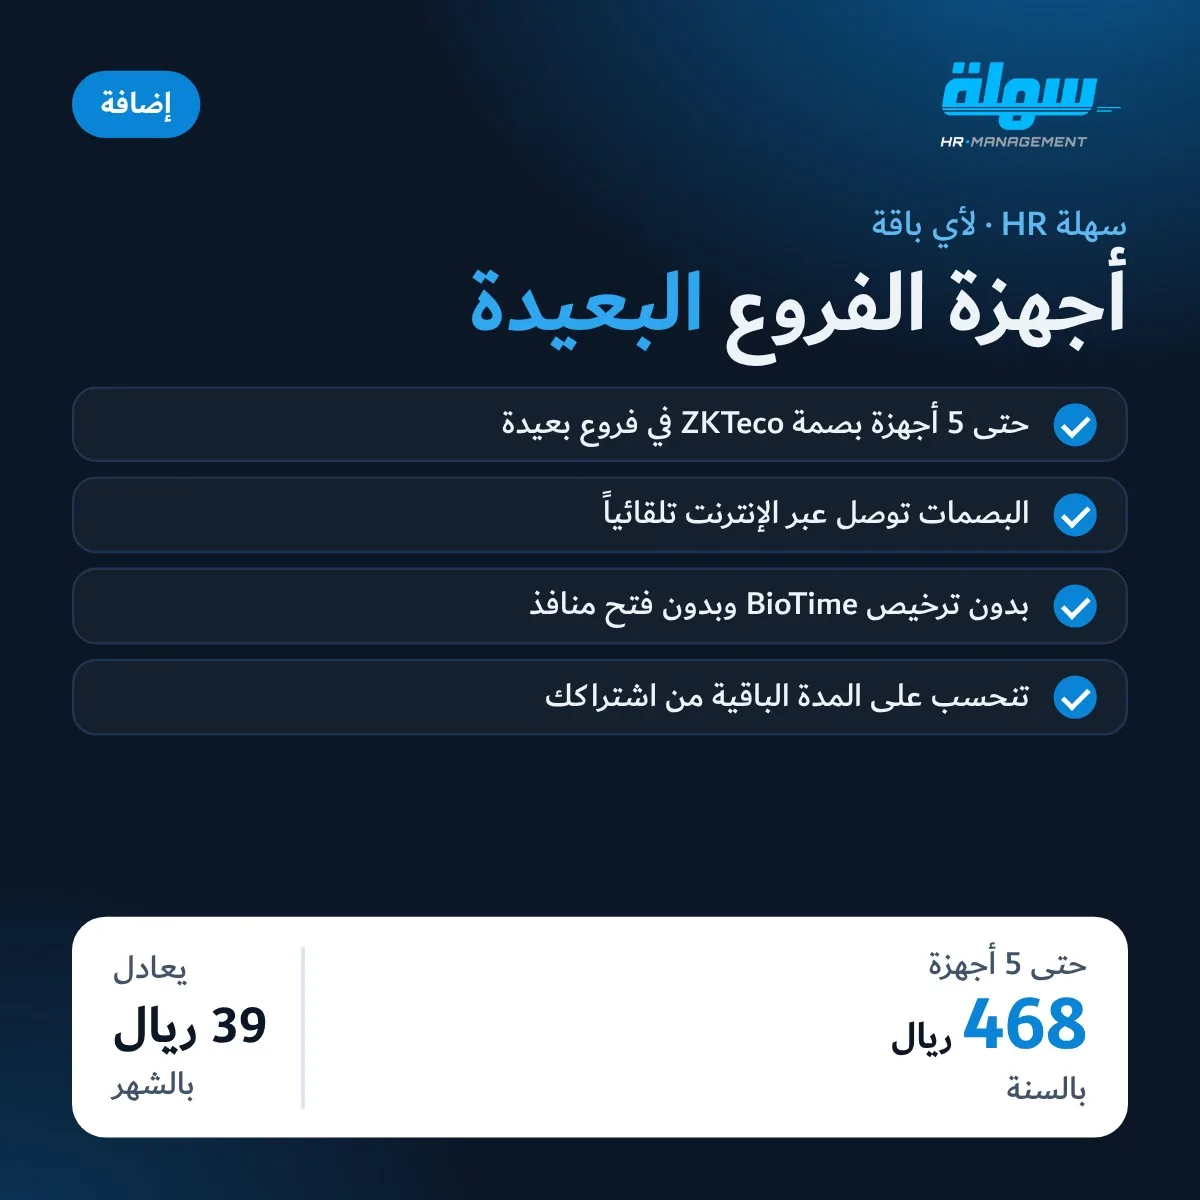 سهلة
HR·MANAGEMENT
إضافة
سهلة HR · لأي باقة
أجهزة الفروع البعيدة
حتى 5 أجهزة بصمة ZKTeco في فروع بعيدة
البصمات توصل عبر الإنترنت تلقائياً
بدون ترخيص BioTime وبدون فتح منافذ
تنحسب على المدة الباقية من اشتراكك
حتى 5 أجهزة
468 ريال
بالسنة
يعادل
39 ريال
بالشهر